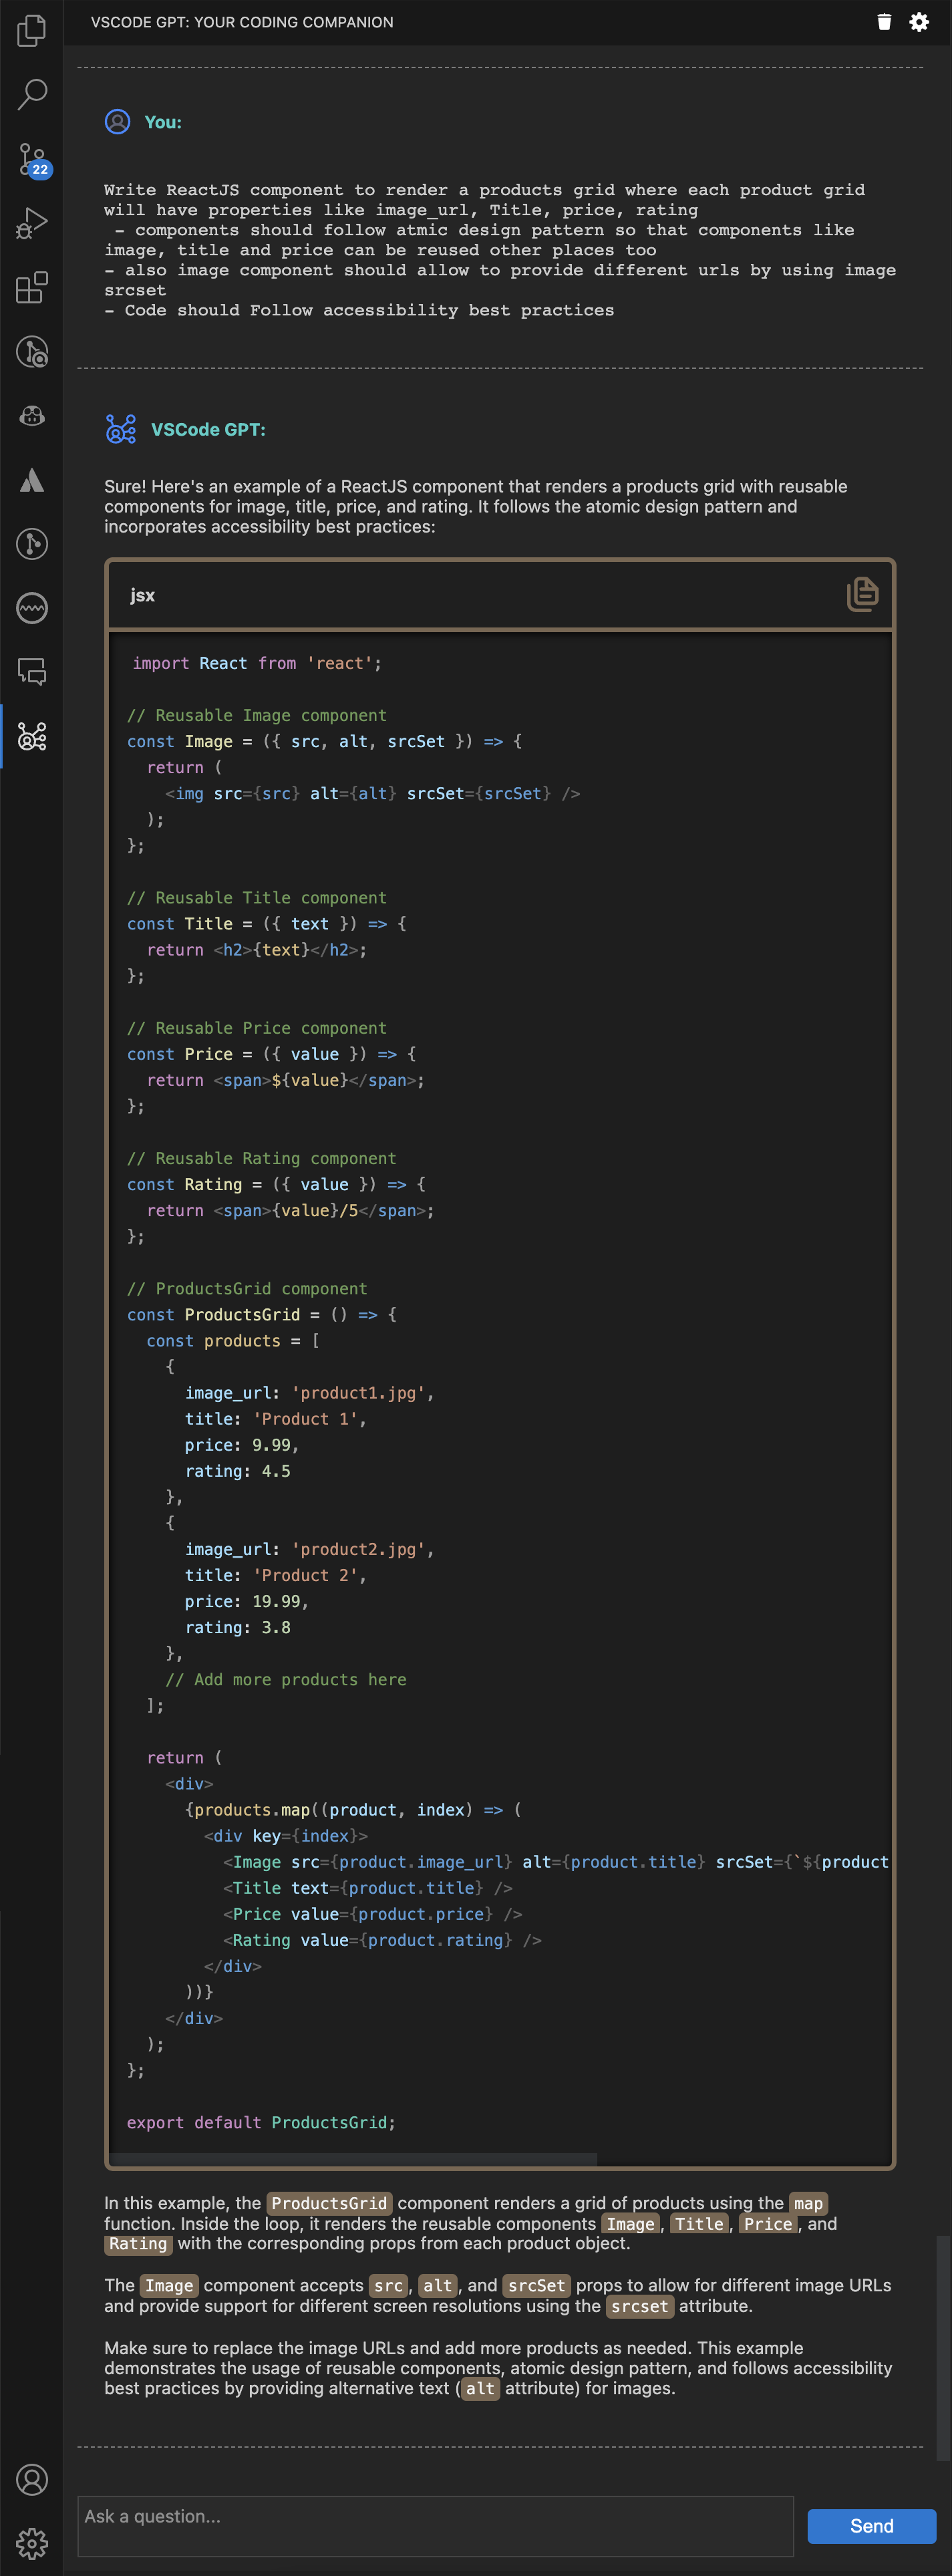 VSCODE GPT: YOUR CODING COMPANION
22
You:
Write ReactJS component to render a products grid where each product grid
will have properties like image_url, Title, price, rating
 - components should follow atmic design pattern so that components like
image, title and price can be reused other places too
- also image component should allow to provide different urls by using image
srcset
- Code should Follow accessibility best practices
VSCode GPT:
Sure! Here's an example of a ReactJS component that renders a products grid with reusable
components for image, title, price, and rating. It follows the atomic design pattern and
incorporates accessibility best practices:
jsx
import React from 'react';
// Reusable Image component
const Image = ({ src, alt, srcSet }) => {
  return (
    <img src={src} alt={alt} srcSet={srcSet} />
  );
};
// Reusable Title component
const Title = ({ text }) => {
  return <h2>{text}</h2>;
};
// Reusable Price component
const Price = ({ value }) => {
  return <span>${value}</span>;
};
// Reusable Rating component
const Rating = ({ value }) => {
  return <span>{value}/5</span>;
};
// ProductsGrid component
const ProductsGrid = () => {
  const products = [
    {
      image_url: 'product1.jpg',
      title: 'Product 1',
      price: 9.99,
      rating: 4.5
    },
    {
      image_url: 'product2.jpg',
      title: 'Product 2',
      price: 19.99,
      rating: 3.8
    },
    // Add more products here
  ];
  return (
    <div>
      {products.map((product, index) => (
        <div key={index}>
          <Image src={product.image_url} alt={product.title} srcSet={`${product
          <Title text={product.title} />
          <Price value={product.price} />
          <Rating value={product.rating} />
        </div>
      ))}
    </div>
  );
};
export default ProductsGrid;
In this example, the ProductsGrid component renders a grid of products using the map
function. Inside the loop, it renders the reusable components Image, Title, Price, and
Rating with the corresponding props from each product object.
The Image component accepts src, alt, and srcSet props to allow for different image URLs
and provide support for different screen resolutions using the srcset attribute.
Make sure to replace the image URLs and add more products as needed. This example
demonstrates the usage of reusable components, atomic design pattern, and follows accessibility
best practices by providing alternative text (alt attribute) for images.
Ask a question...
Send